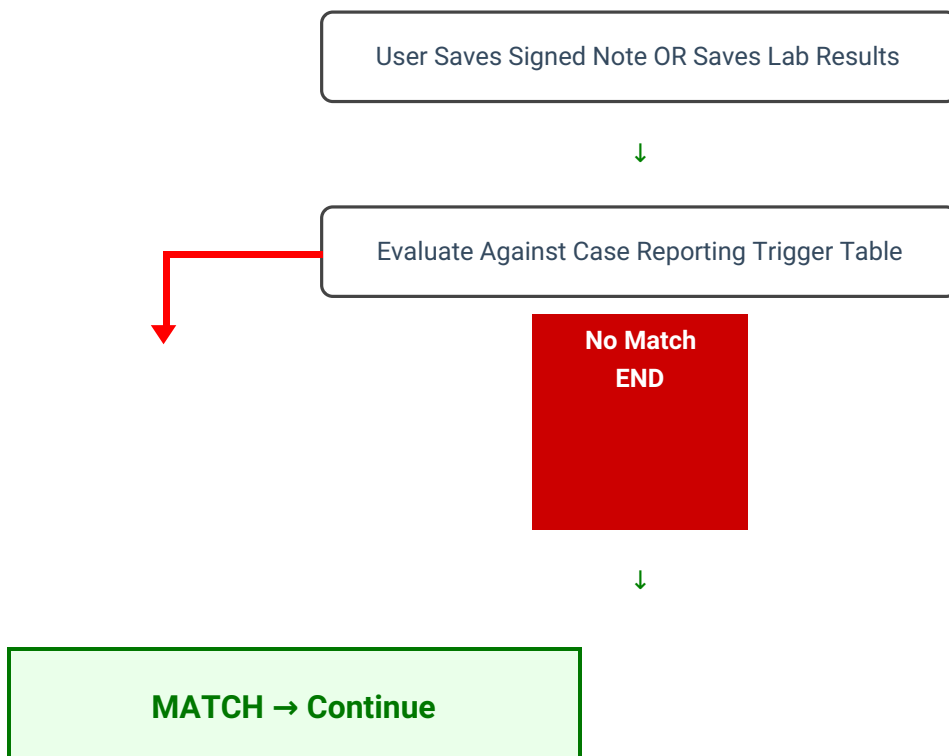 User Saves Signed Note OR Saves Lab Results
↓
Evaluate Against Case Reporting Trigger Table
No Match
END
↓
MATCH → Continue